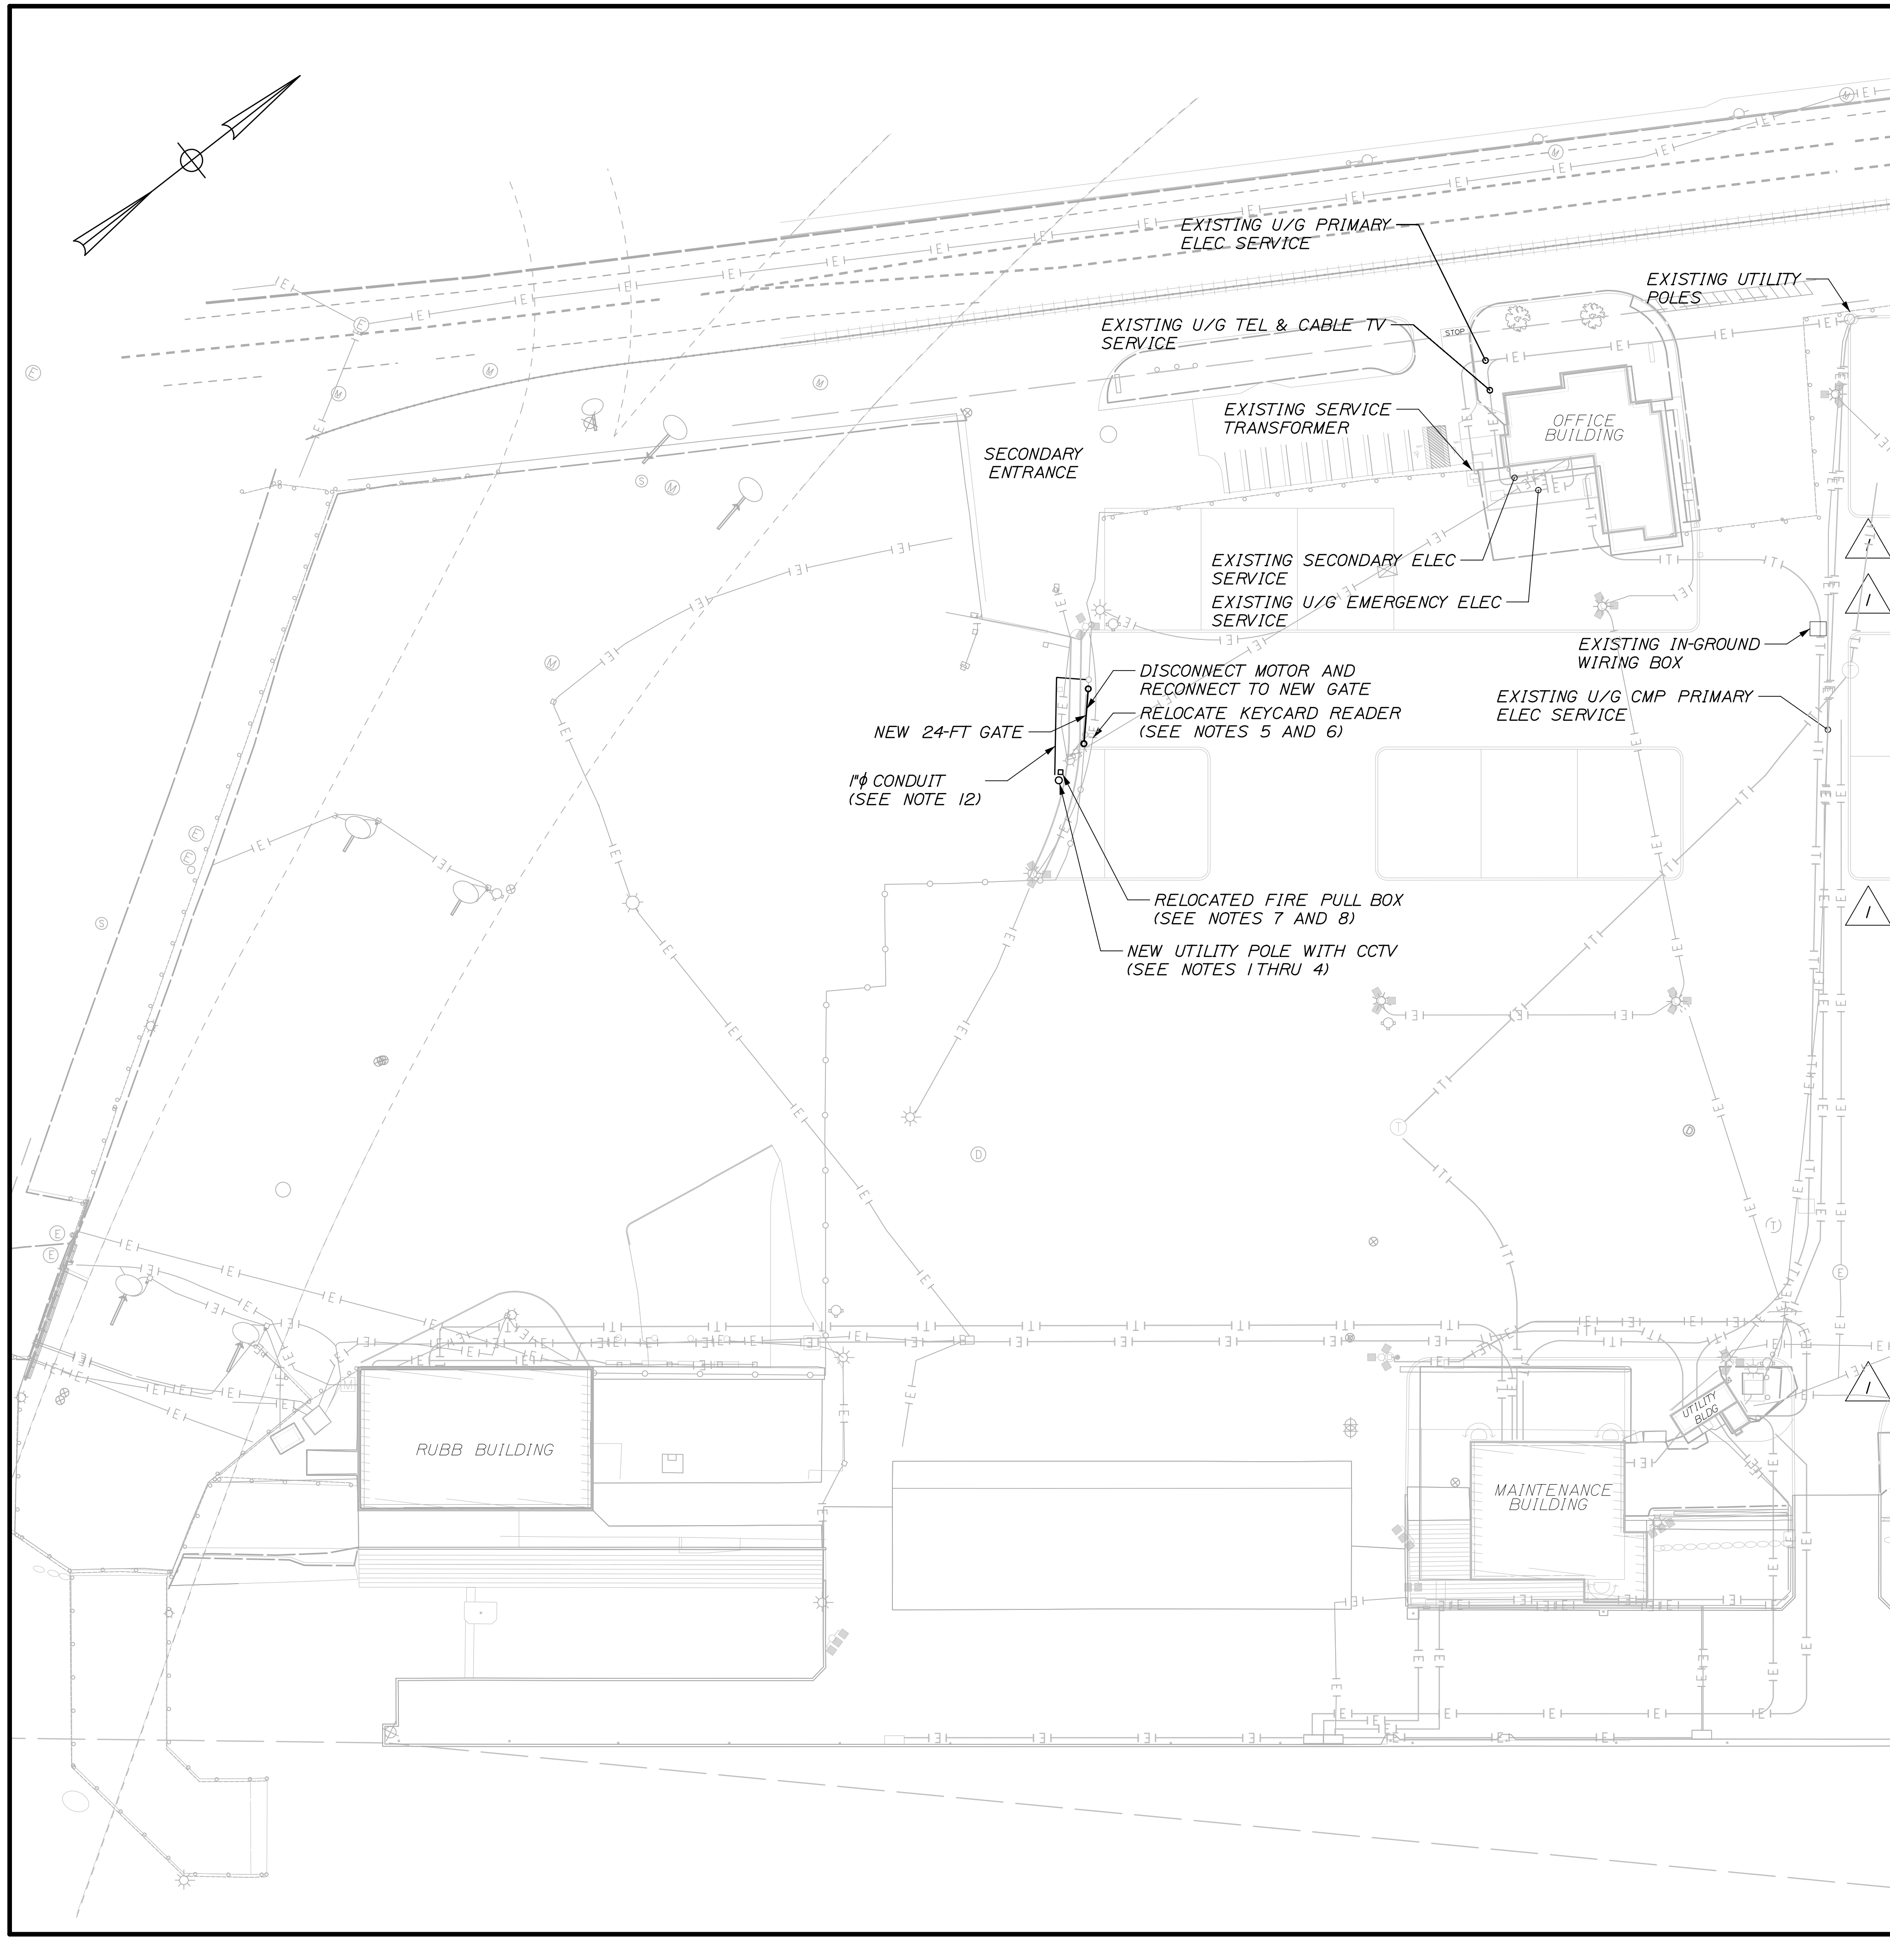 EXISTING U/G PRIMARY
ELEC SERVICE
EXISTING UTILITY
POLES
EXISTING U/G TEL & CABLE TV
SERVICE
STOP
EXISTING SERVICE
TRANSFORMER
OFFICE
BUILDING
SECONDARY
ENTRANCE
EXISTING SECONDARY ELEC
SERVICE
EXISTING U/G EMERGENCY ELEC
SERVICE
EXISTING IN-GROUND
WIRING BOX
DISCONNECT MOTOR AND
RECONNECT TO NEW GATE
EXISTING U/G CMP PRIMARY
ELEC SERVICE
RELOCATE KEYCARD READER
(SEE NOTES 5 AND 6)
NEW 24-FT GATE
1"ϕ CONDUIT
(SEE NOTE 12)
RELOCATED FIRE PULL BOX
(SEE NOTES 7 AND 8)
NEW UTILITY POLE WITH CCTV
(SEE NOTES 1 THRU 4)
1
1
1
1
UTILITY
BLDG
RUBB BUILDING
MAINTENANCE
BUILDING